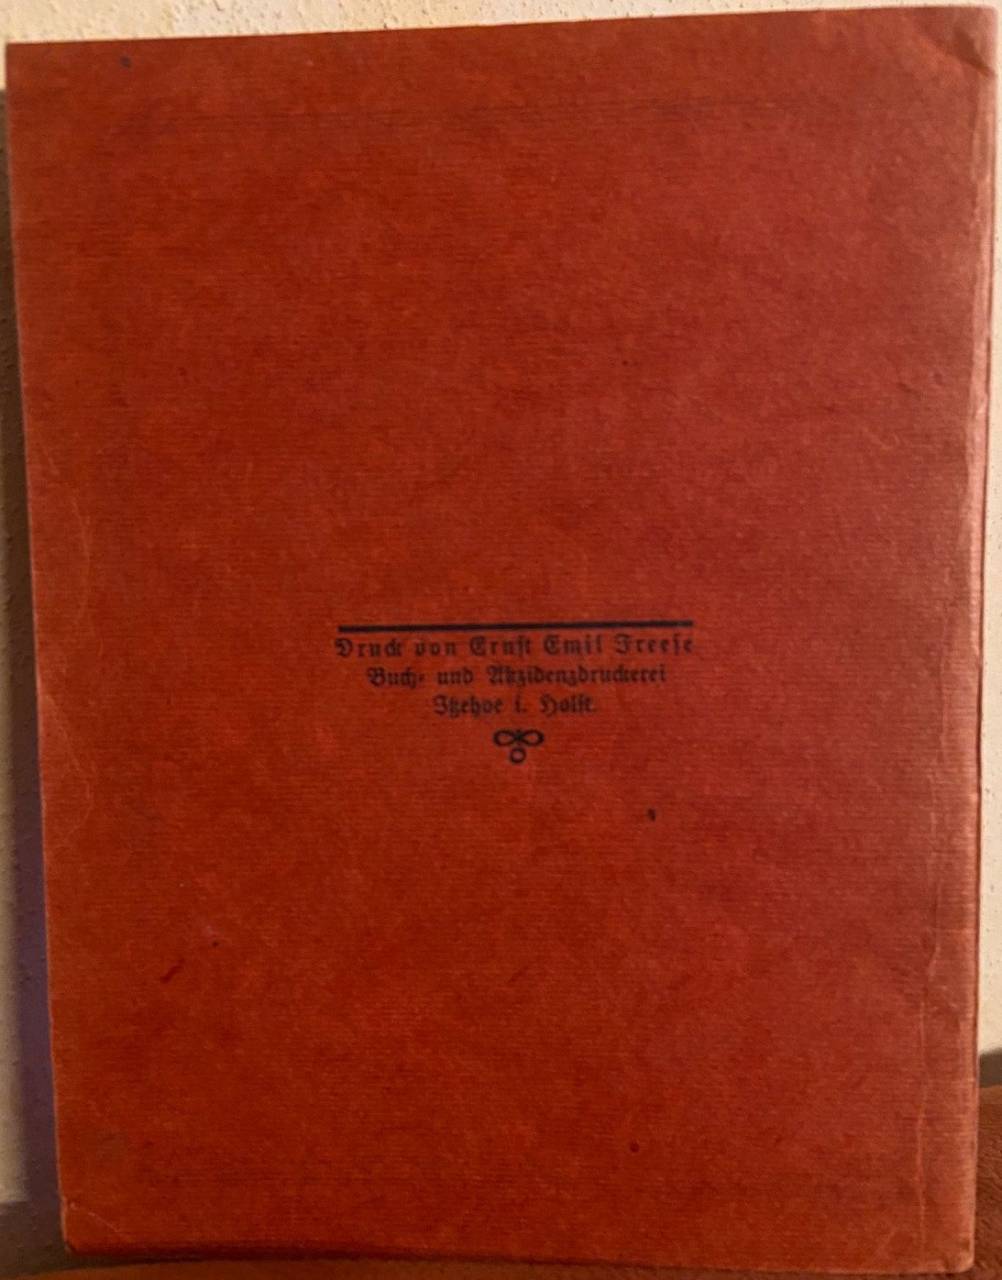 Druck von Ernst Emil Freese
Buch- und Akzidenzdruckerei
Itzehoe i. Holst.